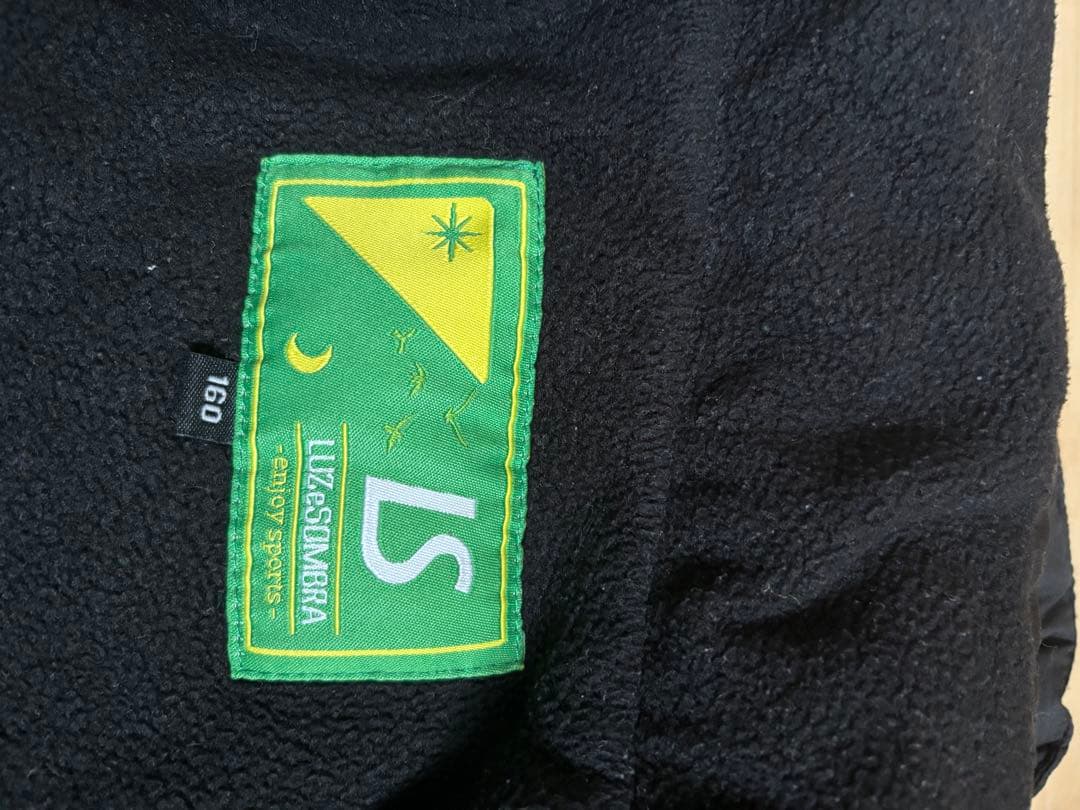 LS
LUZeSOMBRA
-enjoy sports-
160